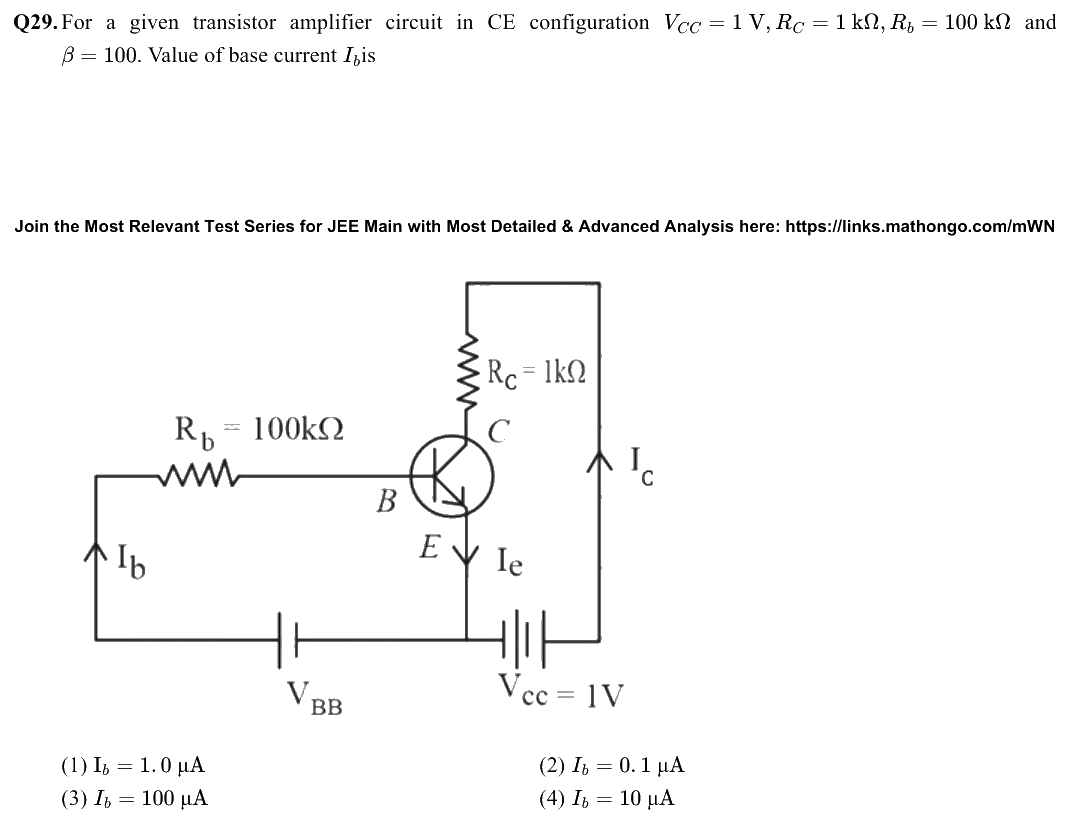 Q29. For a given transistor amplifier circuit in CE configuration V_CC = 1 V, R_C = 1 kΩ, R_b = 100 kΩ and
β = 100. Value of base current I_b is
Join the Most Relevant Test Series for JEE Main with Most Detailed & Advanced Analysis here: https://links.mathongo.com/mWN
R_C = 1kΩ
R_b = 100kΩ
C
I_c
B
E
I_e
I_b
V_BB
V_cc = 1V
(1) I_b = 1.0 μA
(2) I_b = 0.1 μA
(3) I_b = 100 μA
(4) I_b = 10 μA